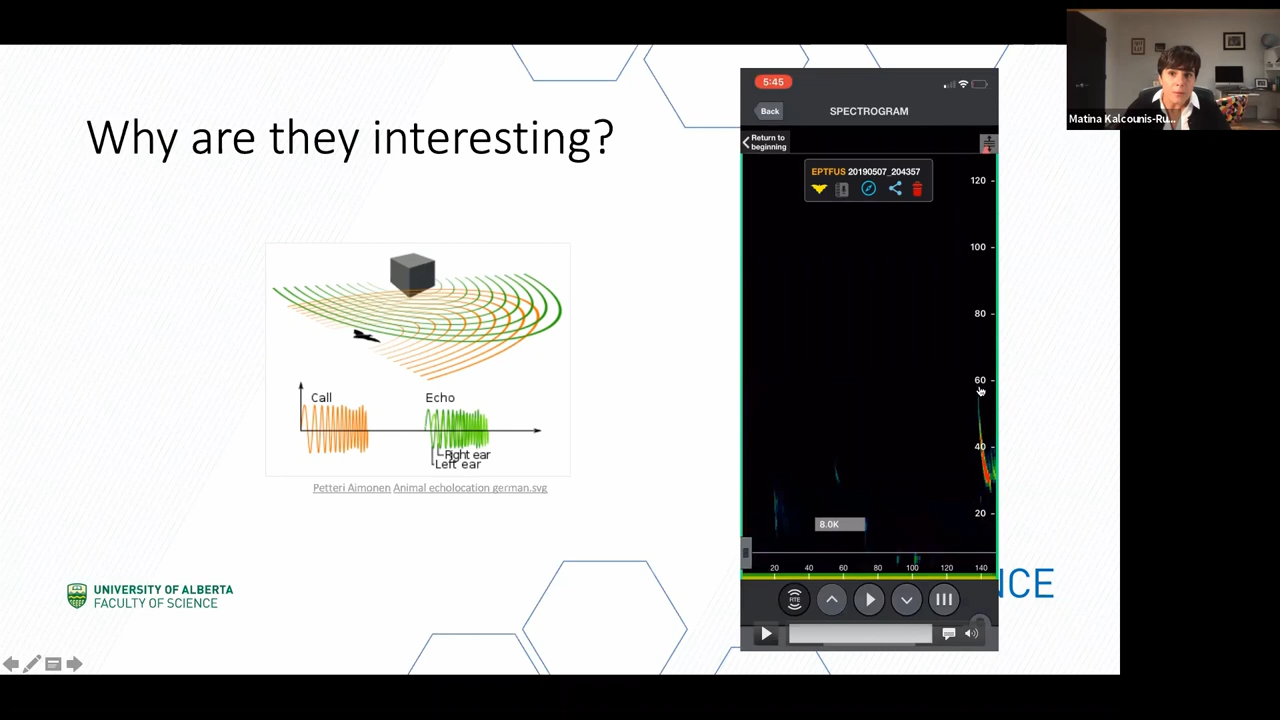 Why are they interesting?
Call
Echo
Right ear
Left ear
Petteri Aimonen Animal echolocation german.svg
UNIVERSITY OF ALBERTA
FACULTY OF SCIENCE
5:45
Back
SPECTROGRAM
Return to
beginning
EPTFUS 20190507_204357
120
100
80
60
40
20
8.0K
20 40 60 80 100 120 140
NCE
Matina Kalcounis-Ru...